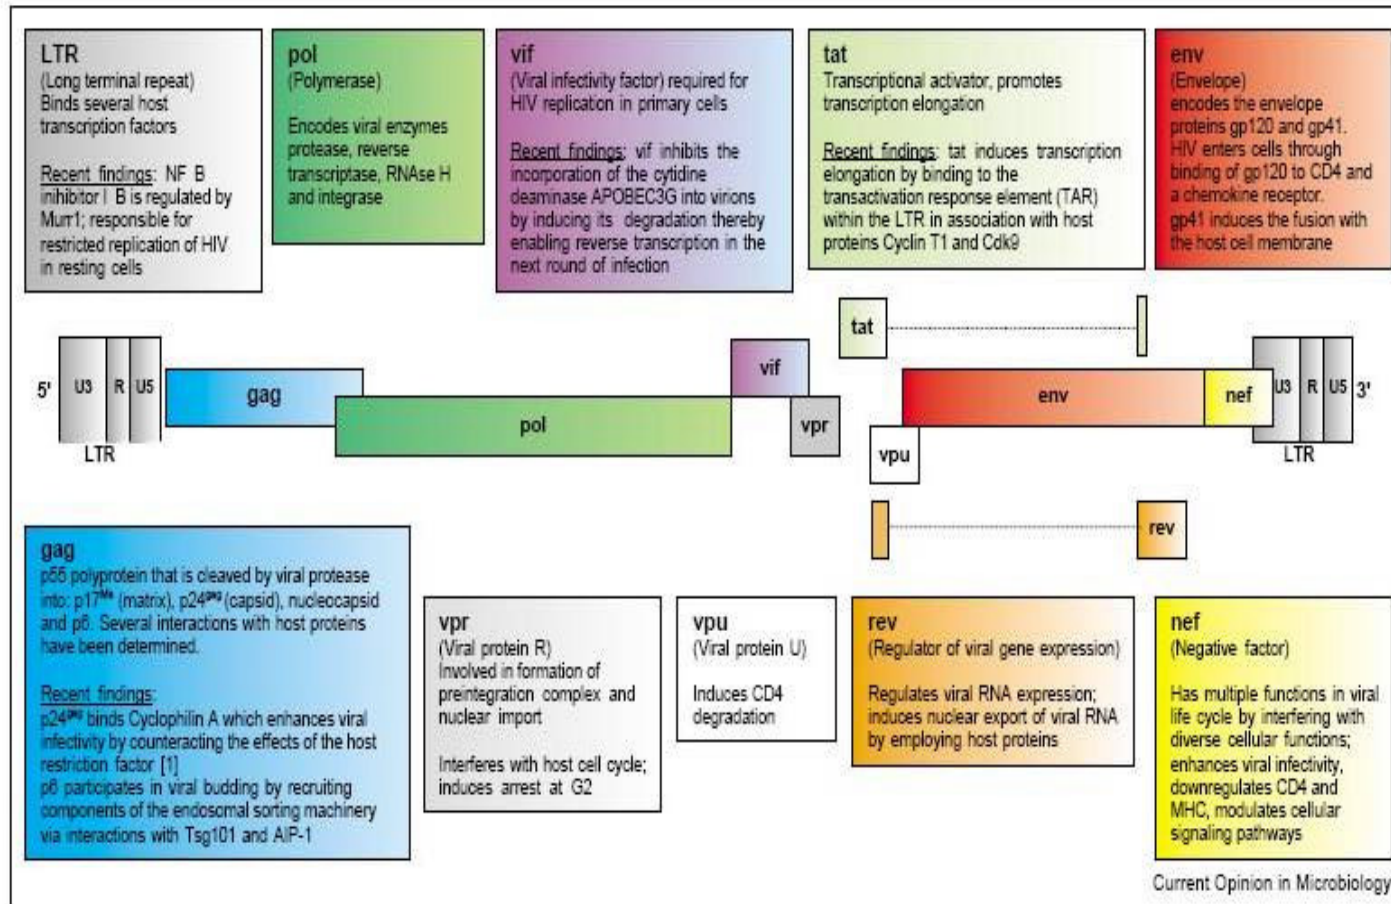 LTR
(Long terminal repeat)
Binds several host
transcription factors
Recent findings: NF B
inihibitor I B is regulated by
Murr1; responsible for
restricted replication of HIV
in resting cells
pol
(Polymerase)
Encodes viral enzymes
protease, reverse
transcriptase, RNAse H
and integrase
vif
(Viral infectivity factor) required for
HIV replication in primary cells
Recent findings: vif inhibits the
incorporation of the cytidine
deaminase APOBEC3G into virions
by inducing its degradation thereby
enabling reverse transcription in the
next round of infection
tat
Transcriptional activator, promotes
transcription elongation
Recent findings: tat induces transcription
elongation by binding to the
transactivation response element (TAR)
within the LTR in association with host
proteins Cyclin T1 and Cdk9
env
(Envelope)
encodes the envelope
proteins gp120 and gp41.
HIV enters cells through
binding of gp120 to CD4 and
a chemokine receptor.
gp41 induces the fusion with
the host cell membrane
tat
5' U3 R U5 gag pol vif vpr env nef U3 R U5 3'
LTR
vpu
LTR
rev
gag
p55 polyprotein that is cleaved by viral protease
into: p17Ma (matrix), p24gag (capsid), nucleocapsid
and p6. Several interactions with host proteins
have been determined.
Recent findings:
p24gag binds Cyclophilin A which enhances viral
infectivity by counteracting the effects of the host
restriction factor [1]
p6 participates in viral budding by recruiting
components of the endosomal sorting machinery
via interactions with Tsg101 and AIP-1
vpr
(Viral protein R)
Involved in formation of
preintegration complex and
nuclear import
Interferes with host cell cycle;
induces arrest at G2
vpu
(Viral protein U)
Induces CD4
degradation
rev
(Regulator of viral gene expression)
Regulates viral RNA expression;
induces nuclear export of viral RNA
by employing host proteins
nef
(Negative factor)
Has multiple functions in viral
life cycle by interfering with
diverse cellular functions;
enhances viral infectivity,
downregulates CD4 and
MHC, modulates cellular
signaling pathways
Current Opinion in Microbiology